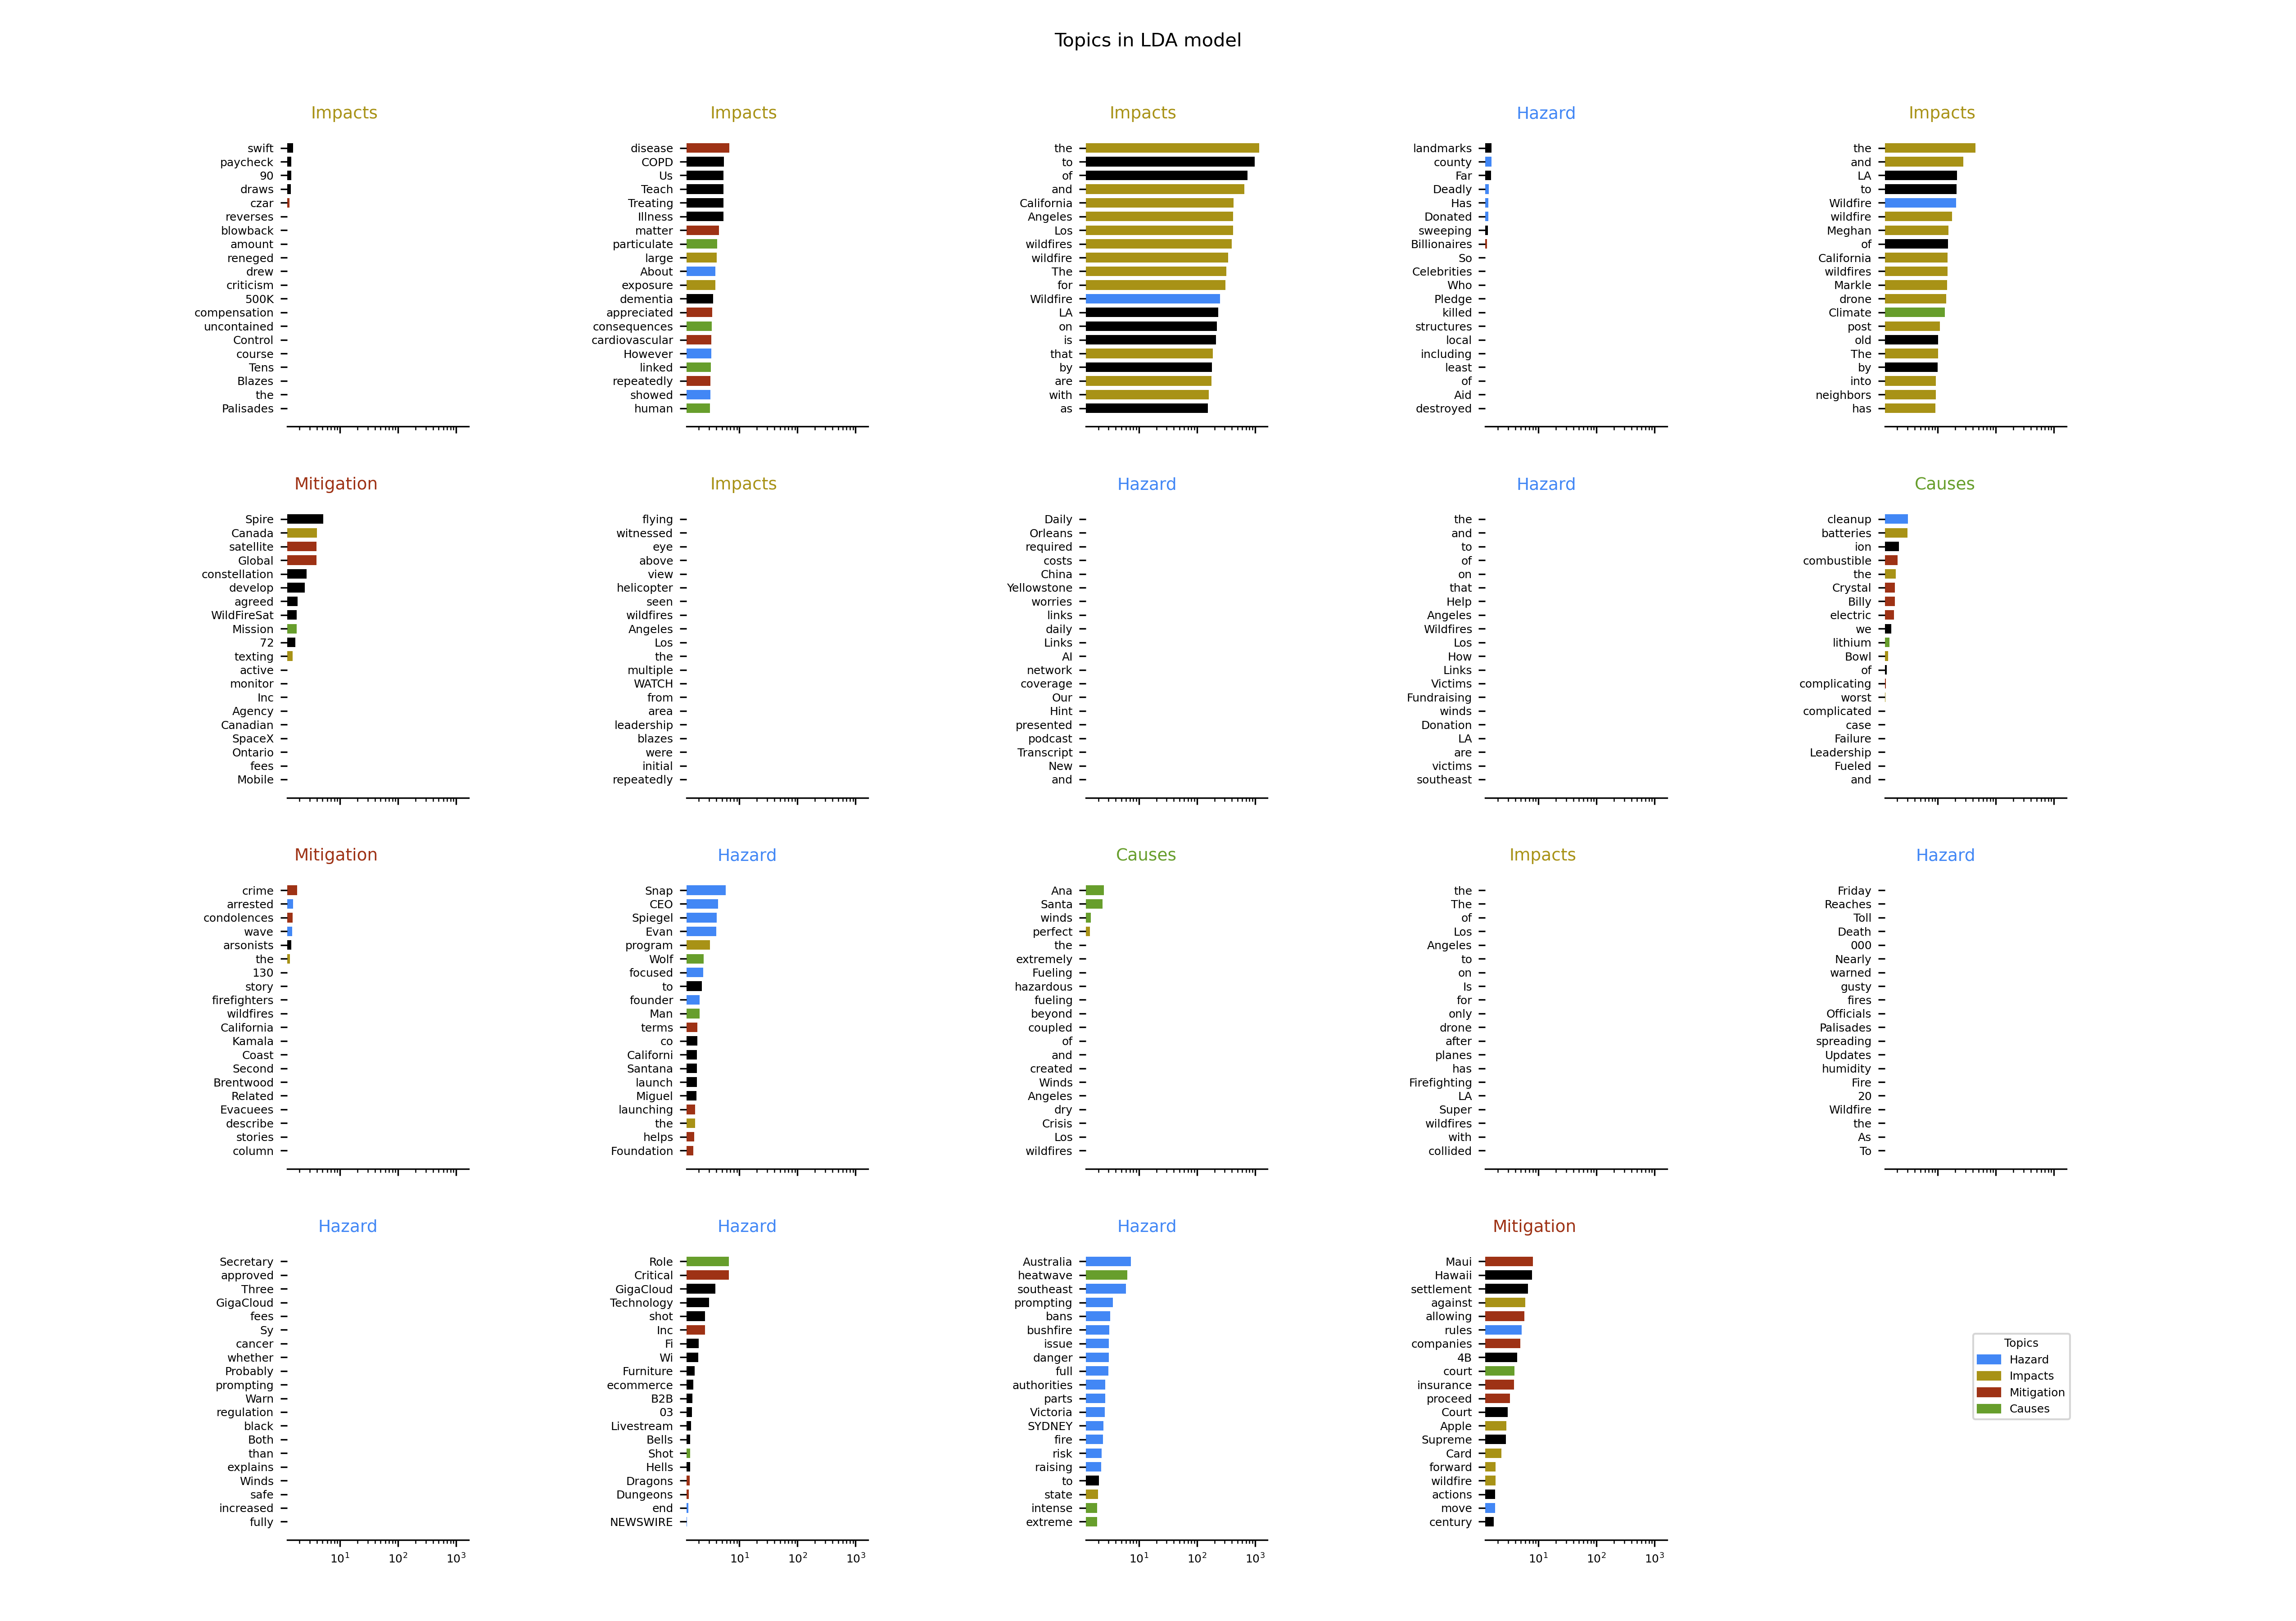 Topics in LDA model
Impacts
swift
paycheck
90
draws
czar
reverses
blowback
amount
reneged
drew
criticism
500K
compensation
uncontained
Control
course
Tens
Blazes
the
Palisades
Impacts
disease
COPD
Us
Teach
Treating
Illness
matter
particulate
large
About
exposure
dementia
appreciated
consequences
cardiovascular
However
linked
repeatedly
showed
human
Impacts
the
to
of
and
California
Angeles
Los
wildfires
wildfire
The
for
Wildfire
LA
on
is
that
by
are
with
as
Hazard
landmarks
county
Far
Deadly
Has
Donated
sweeping
Billionaires
So
Celebrities
Who
Pledge
killed
structures
local
including
least
of
Aid
destroyed
Impacts
the
and
LA
to
Wildfire
wildfire
Meghan
of
California
wildfires
Markle
drone
Climate
post
old
The
by
into
neighbors
has
Mitigation
Spire
Canada
satellite
Global
constellation
develop
agreed
WildFireSat
Mission
72
texting
active
monitor
Inc
Agency
Canadian
SpaceX
Ontario
fees
Mobile
Impacts
flying
witnessed
eye
above
view
helicopter
seen
wildfires
Angeles
Los
the
multiple
WATCH
from
area
leadership
blazes
were
initial
repeatedly
Hazard
Daily
Orleans
required
costs
China
Yellowstone
worries
links
daily
Links
AI
network
coverage
Our
Hint
presented
podcast
Transcript
New
and
Hazard
the
and
to
of
on
that
Help
Angeles
Wildfires
Los
How
Links
Victims
Fundraising
winds
Donation
LA
are
victims
southeast
Causes
cleanup
batteries
ion
combustible
the
Crystal
Billy
electric
we
lithium
Bowl
of
complicating
worst
complicated
case
Failure
Leadership
Fueled
and
Mitigation
crime
arrested
condolences
wave
arsonists
the
130
story
firefighters
wildfires
California
Kamala
Coast
Second
Brentwood
Related
Evacuees
describe
stories
column
Hazard
Snap
CEO
Spiegel
Evan
program
Wolf
focused
to
founder
Man
terms
co
Californi
Santana
launch
Miguel
launching
the
helps
Foundation
Causes
Ana
Santa
winds
perfect
the
extremely
Fueling
hazardous
fueling
beyond
coupled
of
and
created
Winds
Angeles
dry
Crisis
Los
wildfires
Impacts
the
The
of
Los
Angeles
to
on
Is
for
only
drone
after
planes
has
Firefighting
LA
Super
wildfires
with
collided
Hazard
Friday
Reaches
Toll
Death
000
Nearly
warned
gusty
fires
Officials
Palisades
spreading
Updates
humidity
Fire
20
Wildfire
the
As
To
Hazard
Secretary
approved
Three
GigaCloud
fees
Sy
cancer
whether
Probably
prompting
Warn
regulation
black
Both
than
explains
Winds
safe
increased
fully
10¹ 10² 10³
Hazard
Role
Critical
GigaCloud
Technology
shot
Inc
Fi
Wi
Furniture
ecommerce
B2B
03
Livestream
Bells
Shot
Hells
Dragons
Dungeons
end
NEWSWIRE
10¹ 10² 10³
Hazard
Australia
heatwave
southeast
prompting
bans
bushfire
issue
danger
full
authorities
parts
Victoria
SYDNEY
fire
risk
raising
to
state
intense
extreme
10¹ 10² 10³
Mitigation
Maui
Hawaii
settlement
against
allowing
rules
companies
4B
court
insurance
proceed
Court
Apple
Supreme
Card
forward
wildfire
actions
move
century
10¹ 10² 10³
Topics
Hazard
Impacts
Mitigation
Causes